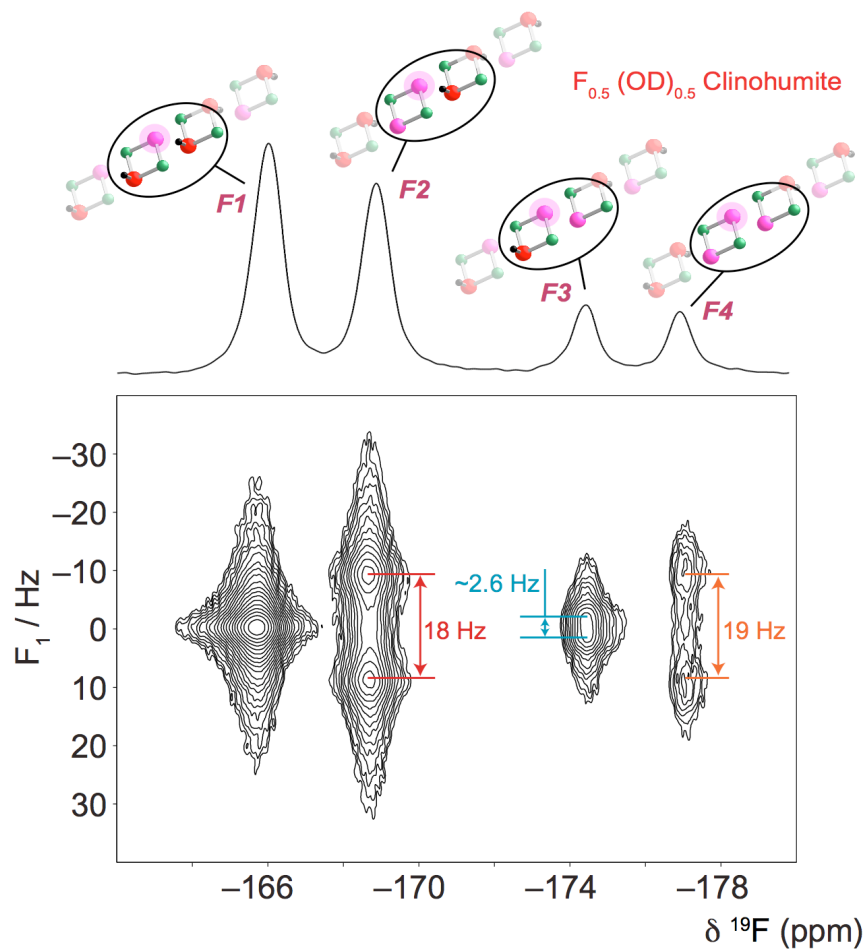 F0.5 (OD)0.5 Clinohumite
F1
F2
F3
F4
–30
–20
–10
0
10
20
30
F1 / Hz
18 Hz
~2.6 Hz
19 Hz
–166
–170
–174
–178
δ 19F (ppm)